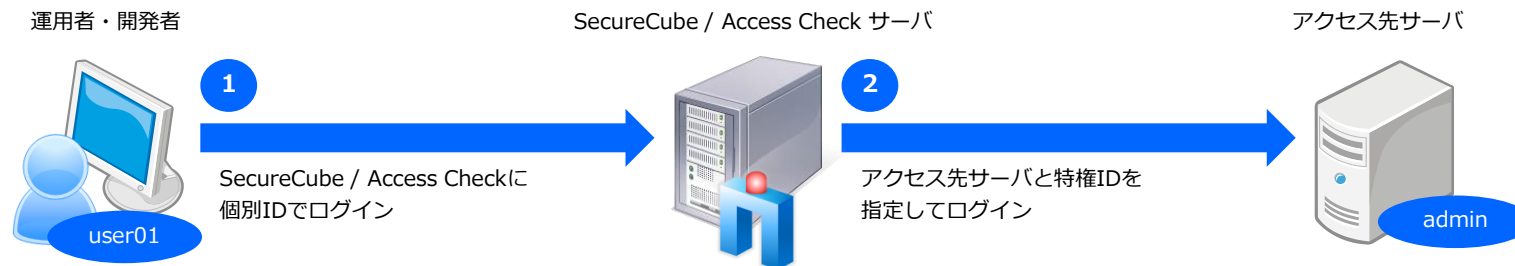 運用者・開発者
SecureCube / Access Check サーバ
アクセス先サーバ
1
2
SecureCube / Access Checkに
個別IDでログイン
アクセス先サーバと特権IDを
指定してログイン
user01
admin